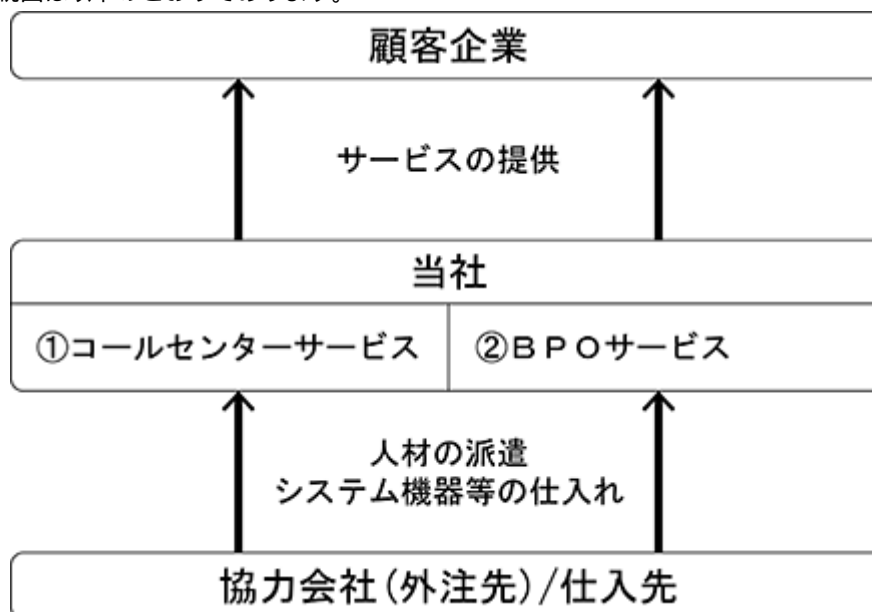 顧客企業
サービスの提供
当社
①コールセンターサービス
②ＢＰＯサービス
人材の派遣
システム機器等の仕入れ
協力会社(外注先)/仕入先